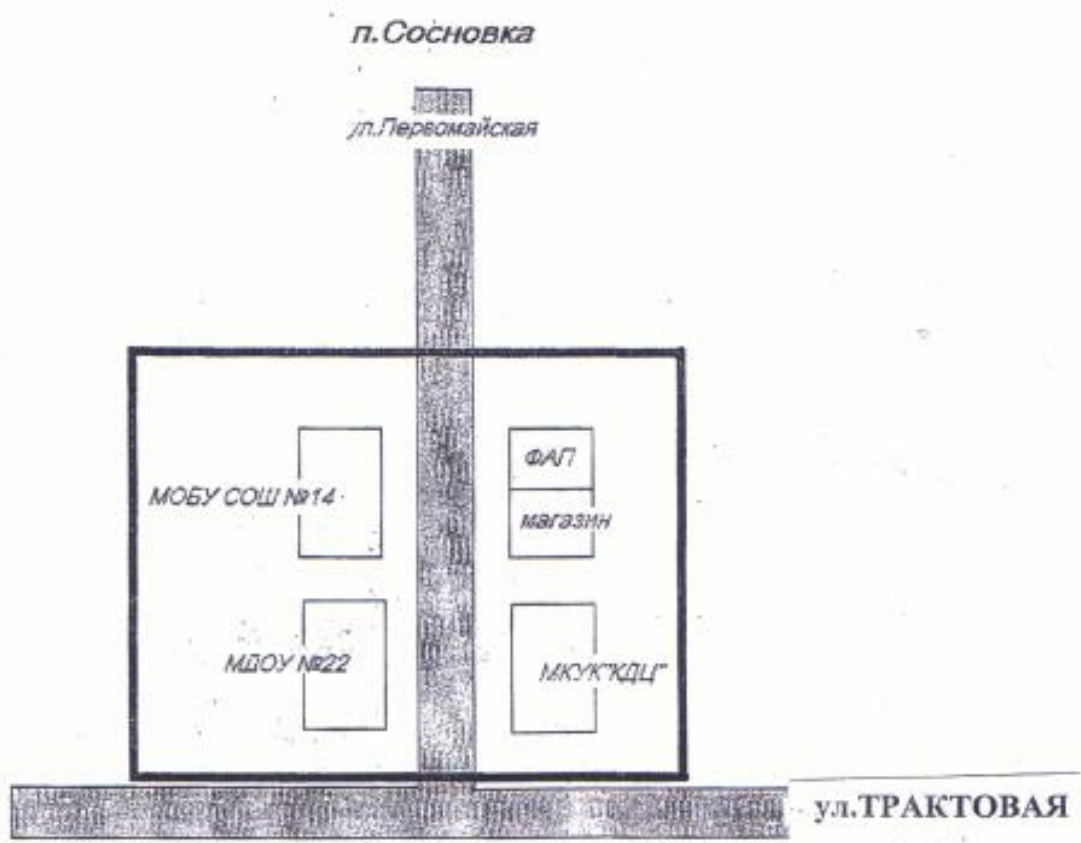 п.Сосновка
ул.Первомайская
ФАП
МОБУ СОШ №14
магазин
МДОУ №22
МКУК"КДЦ"
ул.ТРАКТОВАЯ